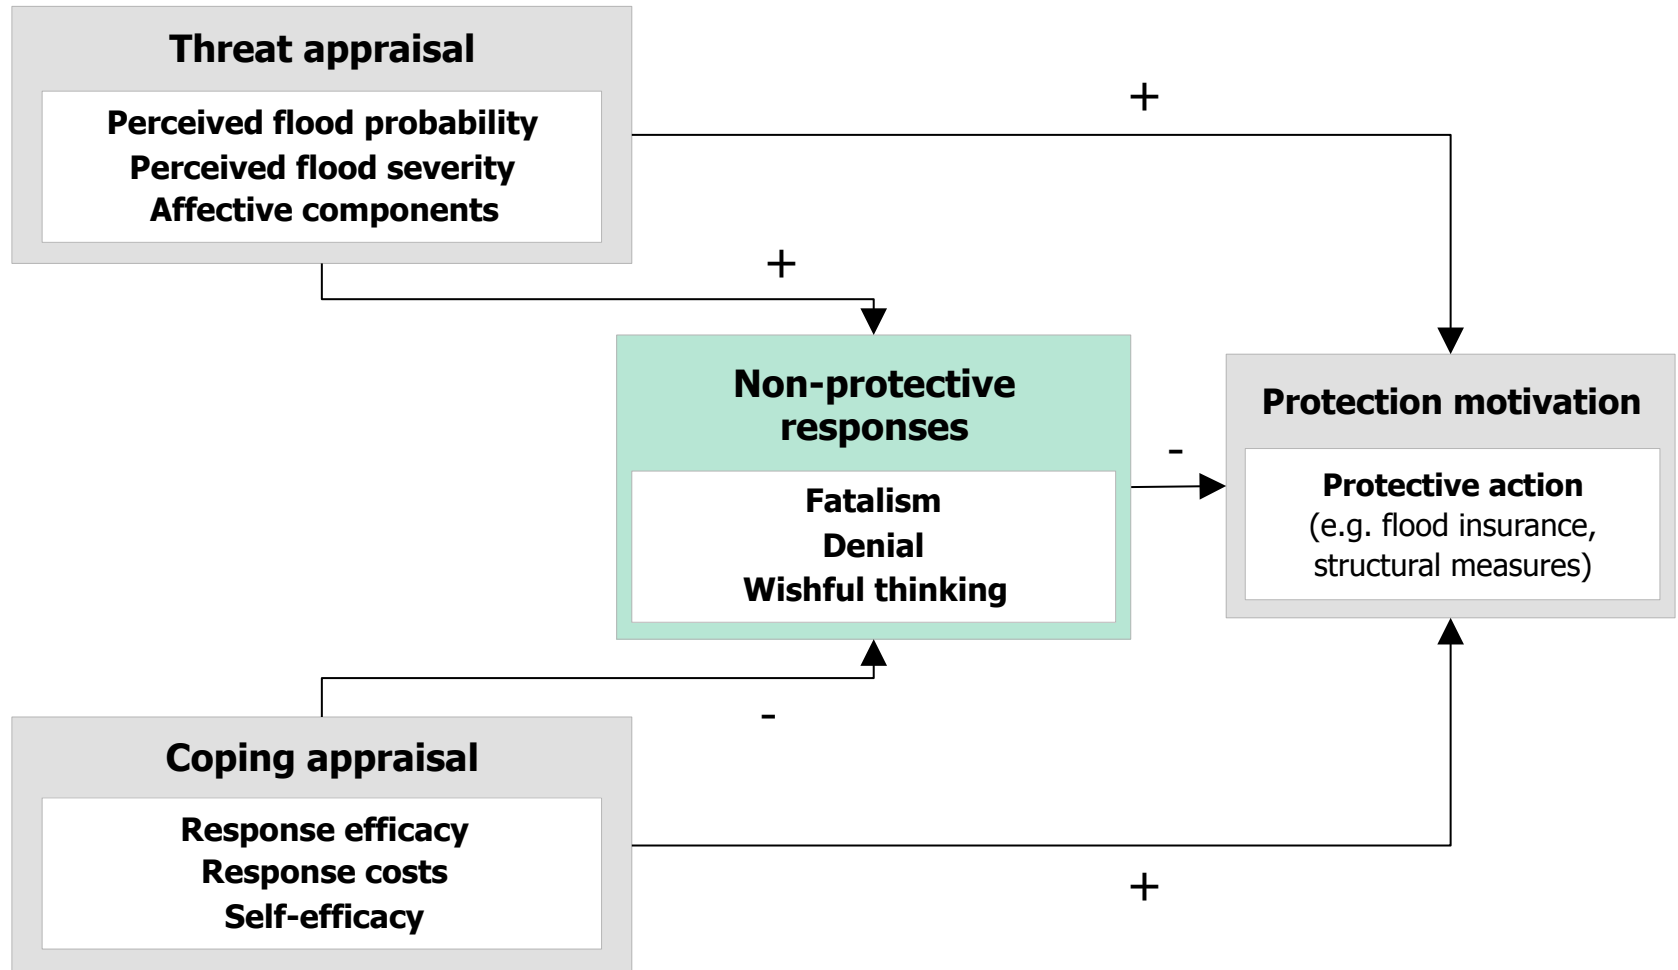 Threat appraisal
Perceived flood probability
Perceived flood severity
Affective components
+
+
Non-protective
responses
Fatalism
Denial
Wishful thinking
-
Protection motivation
Protective action
(e.g. flood insurance,
structural measures)
-
Coping appraisal
Response efficacy
Response costs
Self-efficacy
+